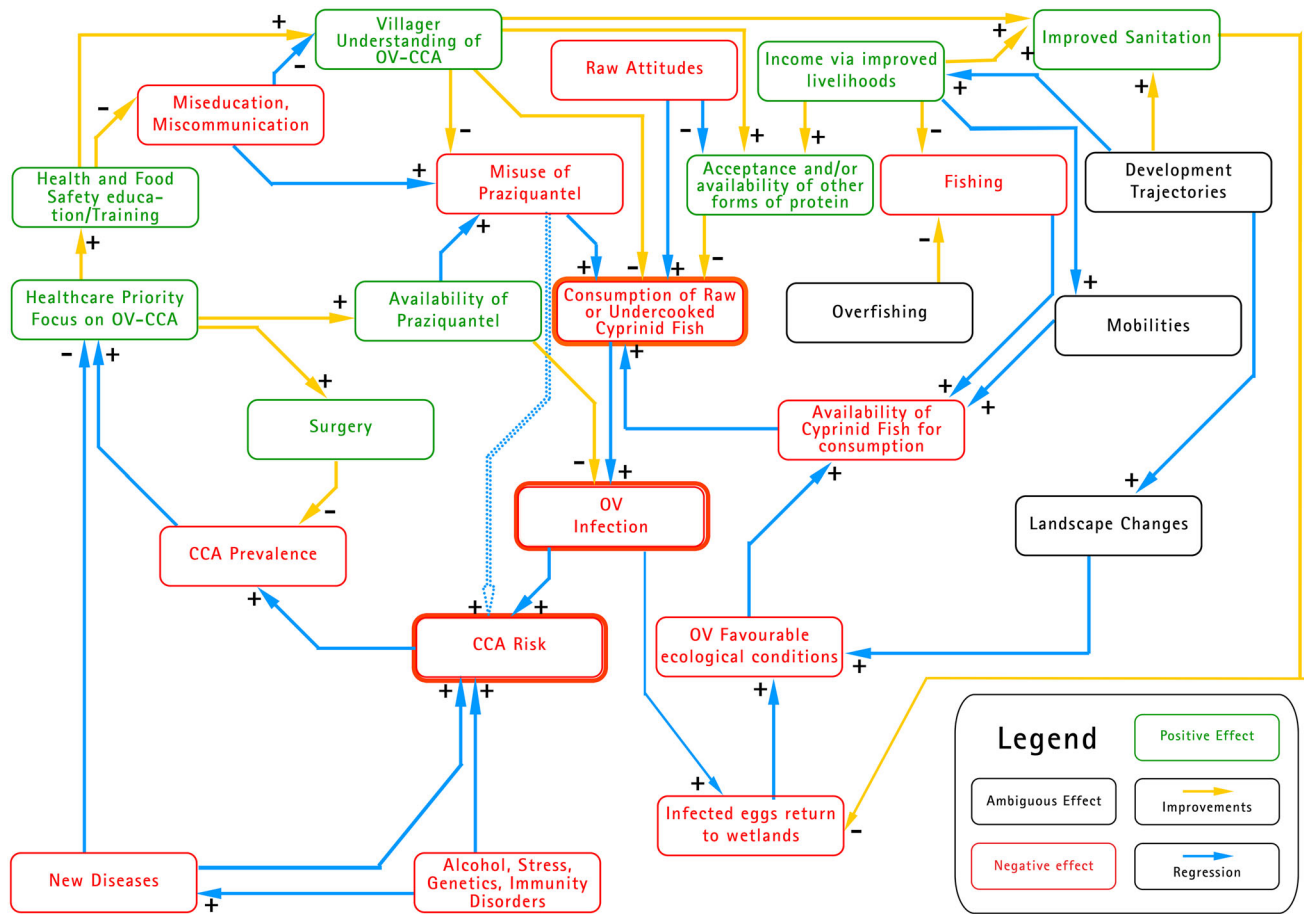 Villager
Understanding of
OV-CCA
Improved Sanitation
Raw Attitudes
Income via improved
livelihoods
Miseducation,
Miscommunication
Health and Food
Safety educa-
tion/Training
Misuse of
Praziquantel
Acceptance and/or
availability of other
forms of protein
Fishing
Development
Trajectories
Healthcare Priority
Focus on OV-CCA
Availability of
Praziquantel
Consumption of Raw
or Undercooked
Cyprinid Fish
Overfishing
Mobilities
Surgery
Availability of
Cyprinid Fish for
consumption
OV
Infection
Landscape Changes
CCA Prevalence
CCA Risk
OV Favourable
ecological conditions
Infected eggs return
to wetlands
New Diseases
Alcohol, Stress,
Genetics, Immunity
Disorders
Legend
Positive Effect
Ambiguous Effect
Improvements
Negative effect
Regression